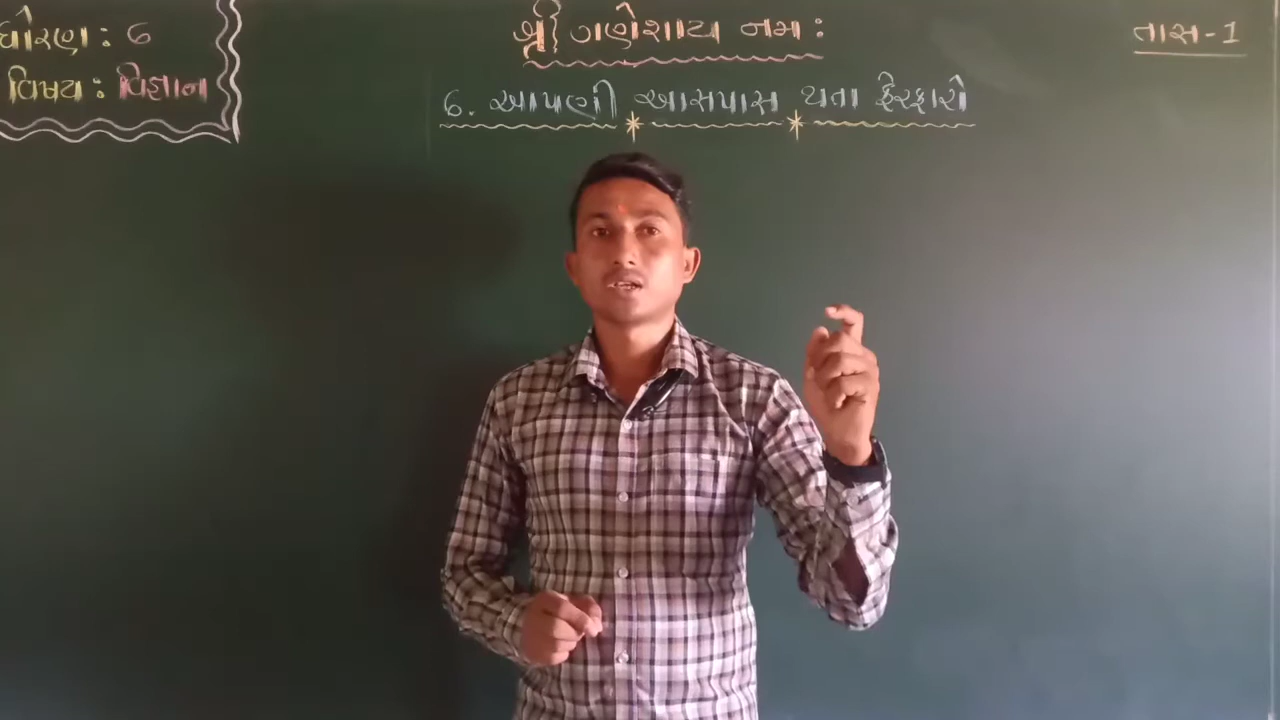 ધોરણ : 6
વિષય : વિજ્ઞાન
શ્રી ગણેશાય નમઃ
તાસ-1
6. આપણી આસપાસ થતા ફેરફારો